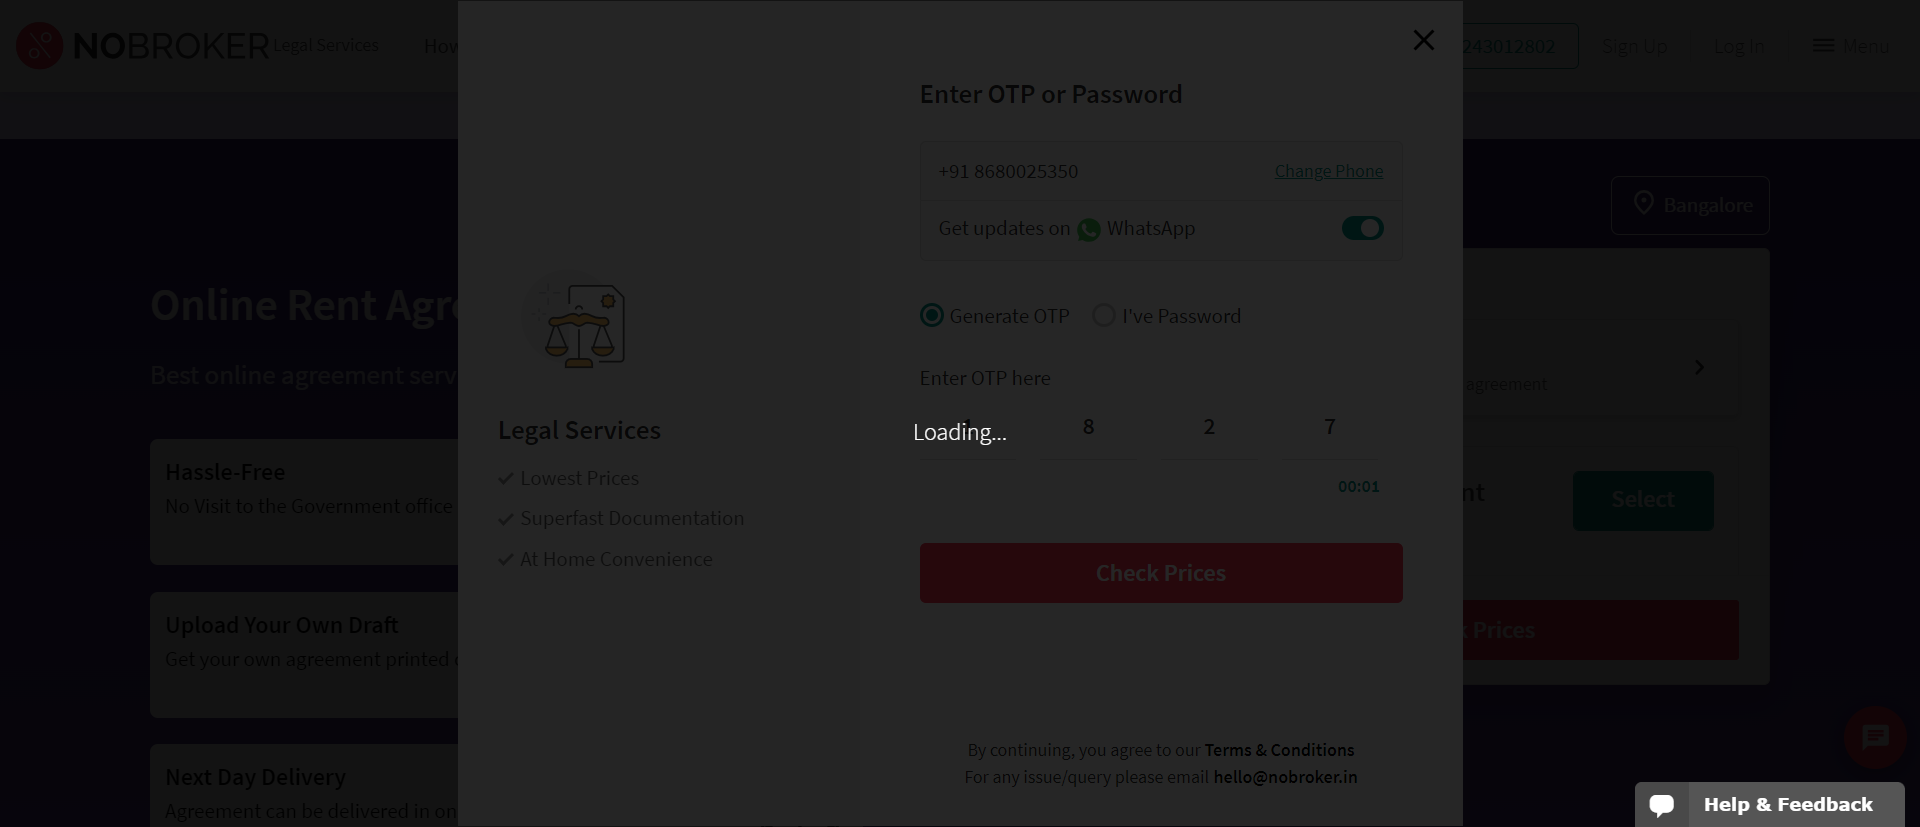 NOBROKER Legal Services
How
243012802
Sign Up
Log In
Menu
Bangalore
Online Rent Agre
Best online agreement serv
Hassle-Free
No Visit to the Government office
Upload Your Own Draft
Get your own agreement printed
Next Day Delivery
Agreement can be delivered in on
Legal Services
Lowest Prices
Superfast Documentation
At Home Convenience
Enter OTP or Password
+91 8680025350
Change Phone
Get updates on WhatsApp
Generate OTP
I've Password
Enter OTP here
8 2 7
Loading...
00:01
Check Prices
By continuing, you agree to our Terms & Conditions
For any issue/query please email hello@nobroker.in
agreement
nt
Select
k Prices
Help & Feedback